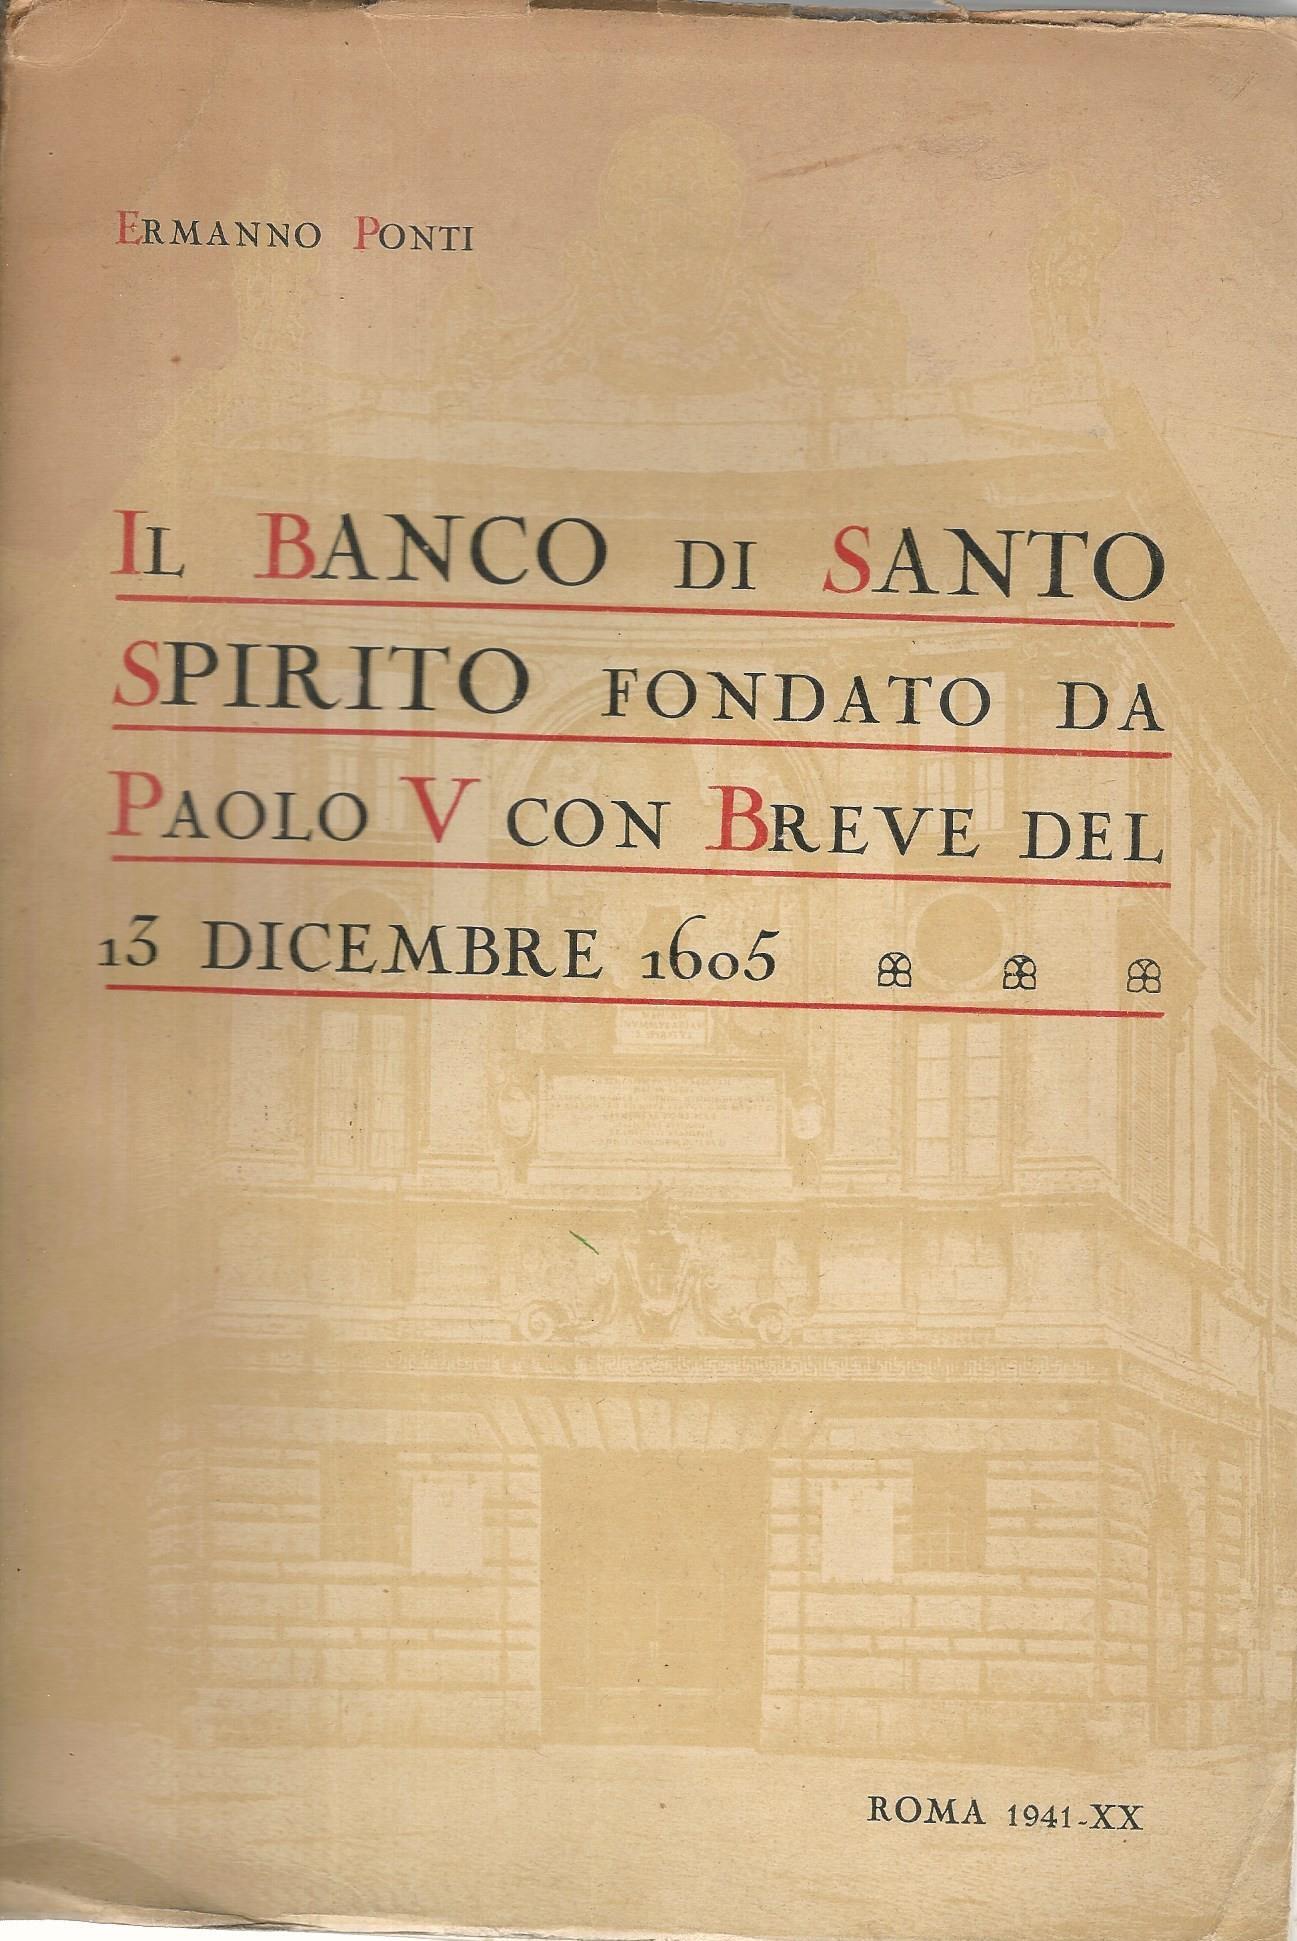 ERMANNO PONTI
IL BANCO DI SANTO
SPIRITO FONDATO DA
PAOLO V CON BREVE DEL
13 DICEMBRE 1605
ROMA 1941-XX